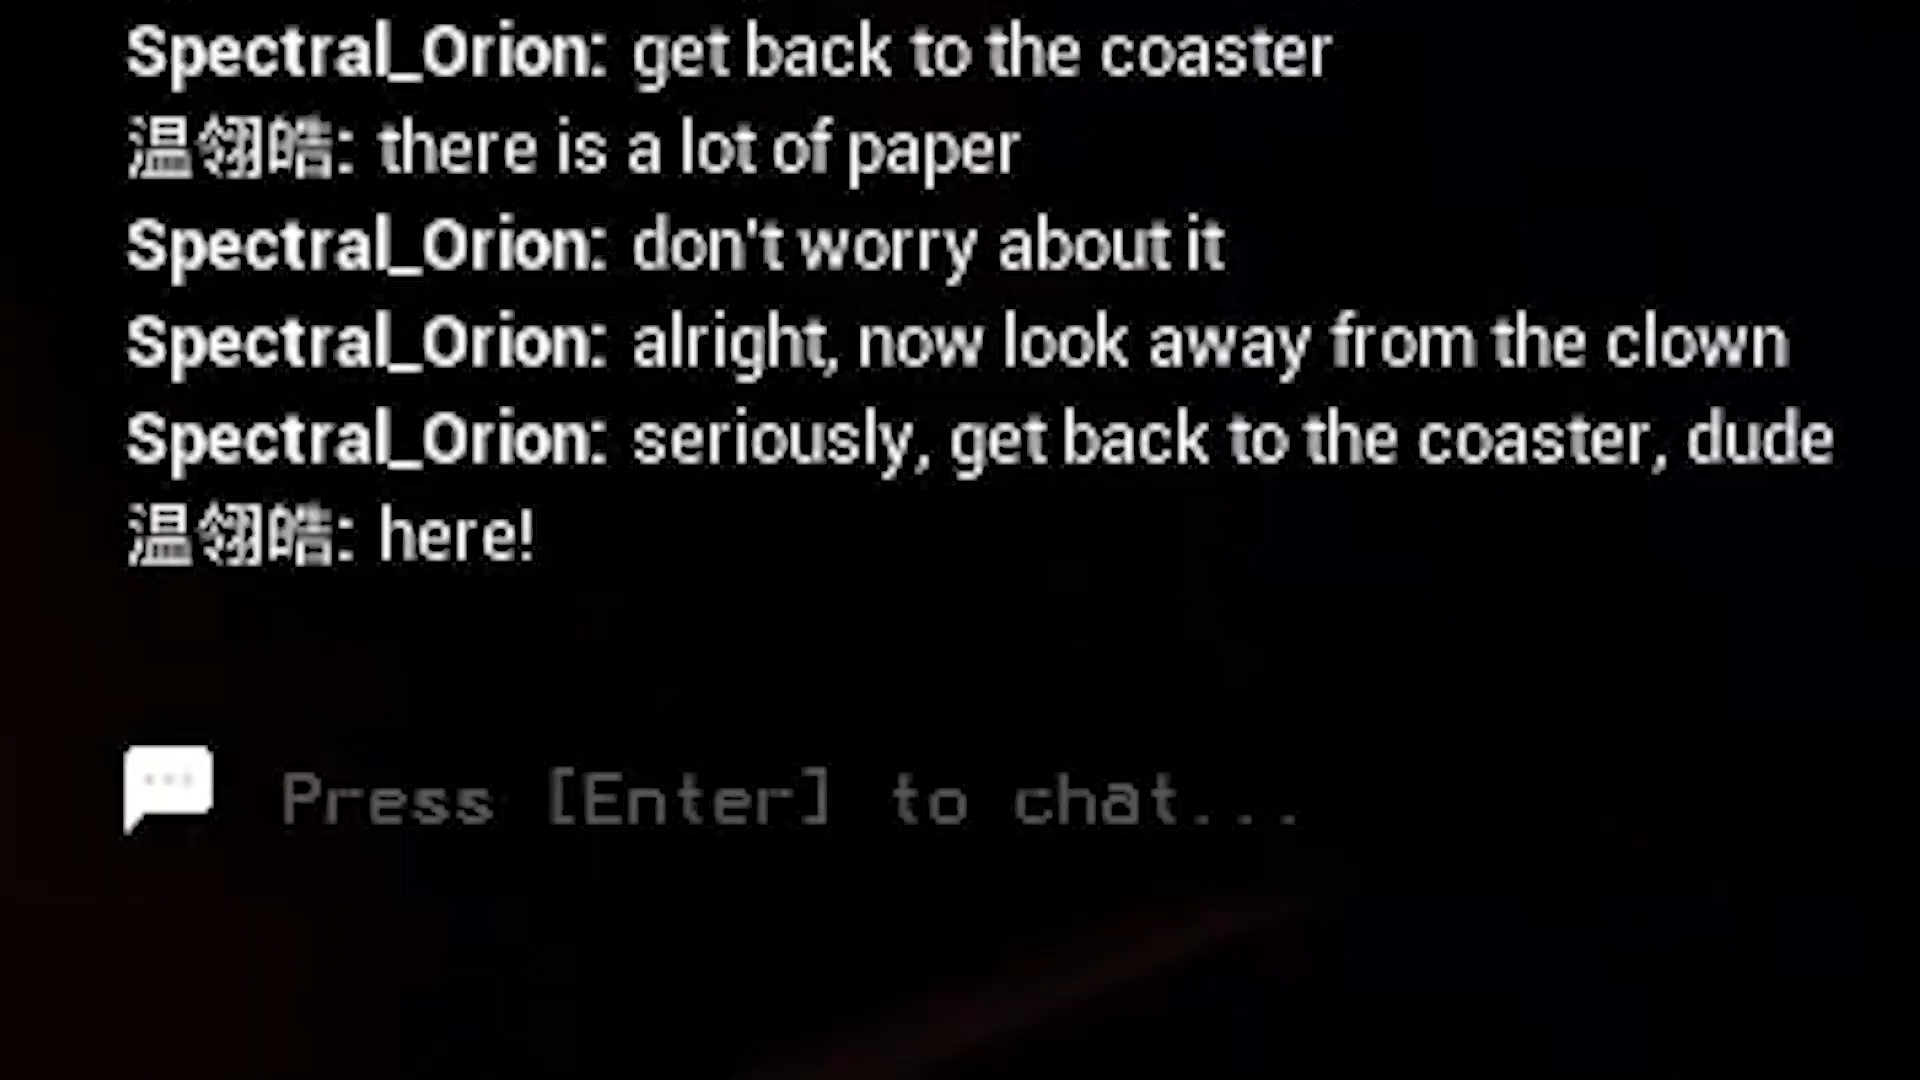 Spectral_Orion: get back to the coaster
温翎皓: there is a lot of paper
Spectral_Orion: don't worry about it
Spectral_Orion: alright, now look away from the clown
Spectral_Orion: seriously, get back to the coaster, dude
温翎皓: here!
Press [Enter] to chat...